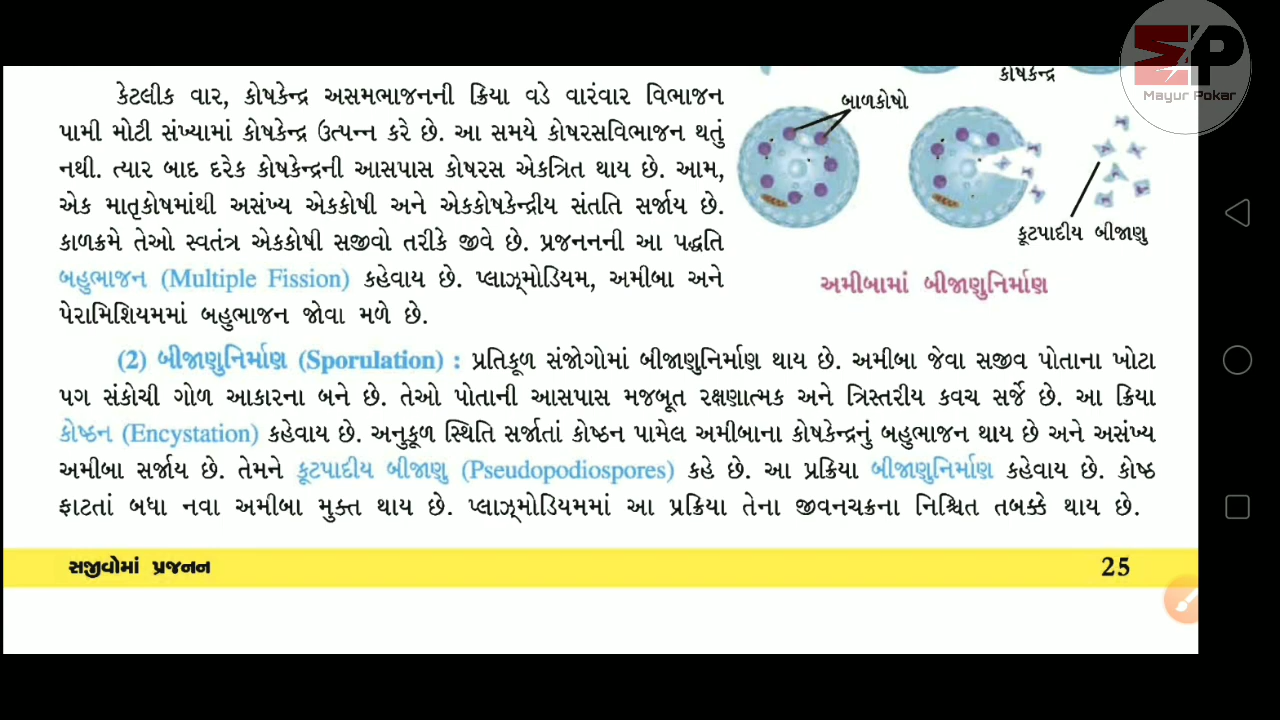 MP
Mayur Pokar
કોષકેન્દ્ર
કેટલીક વાર, કોષકેન્દ્ર અસમભાજનની ક્રિયા વડે વારંવાર વિભાજન
પામી મોટી સંખ્યામાં કોષકેન્દ્ર ઉત્પન્ન કરે છે. આ સમયે કોષરસવિભાજન થતું
નથી. ત્યાર બાદ દરેક કોષકેન્દ્રની આસપાસ કોષરસ એકત્રિત થાય છે. આમ,
એક માતૃકોષમાંથી અસંખ્ય એકકોષી અને એકકોષકેન્દ્રીય સંતતિ સર્જાય છે.
કાળક્રમે તેઓ સ્વતંત્ર એકકોષી સજીવો તરીકે જીવે છે. પ્રજનનની આ પદ્ધતિ
બહુભાજન (Multiple Fission) કહેવાય છે. પ્લાઝ્મોડિયમ, અમીબા અને
પેરામિશિયમમાં બહુભાજન જોવા મળે છે.
બાળકોષો
કૂટપાદીય બીજાણુ
અમીબામાં બીજાણુનિર્માણ
(2) બીજાણુનિર્માણ (Sporulation) : પ્રતિકૂળ સંજોગોમાં બીજાણુનિર્માણ થાય છે. અમીબા જેવા સજીવ પોતાના ખોટા
પગ સંકોચી ગોળ આકારના બને છે. તેઓ પોતાની આસપાસ મજબૂત રક્ષણાત્મક અને ત્રિસ્તરીય કવચ સર્જે છે. આ ક્રિયા
કોષ્ઠન (Encystation) કહેવાય છે. અનુકૂળ સ્થિતિ સર્જાતાં કોષ્ઠન પામેલ અમીબાના કોષકેન્દ્રનું બહુભાજન થાય છે અને અસંખ્ય
અમીબા સર્જાય છે. તેમને કૂટપાદીય બીજાણુ (Pseudopodiospores) કહે છે. આ પ્રક્રિયા બીજાણુનિર્માણ કહેવાય છે. કોષ્ઠ
ફાટતાં બધા નવા અમીબા મુક્ત થાય છે. પ્લાઝ્મોડિયમમાં આ પ્રક્રિયા તેના જીવનચક્રના નિશ્ચિત તબક્કે થાય છે.
સજીવોમાં પ્રજનન
25